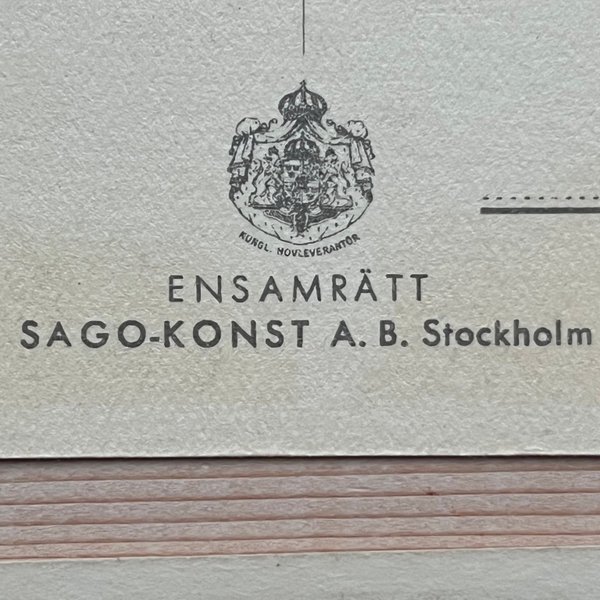 KUNGL. HOVLEVERANTÖR
ENSAMRÄTT
SAGO-KONST A. B. Stockholm